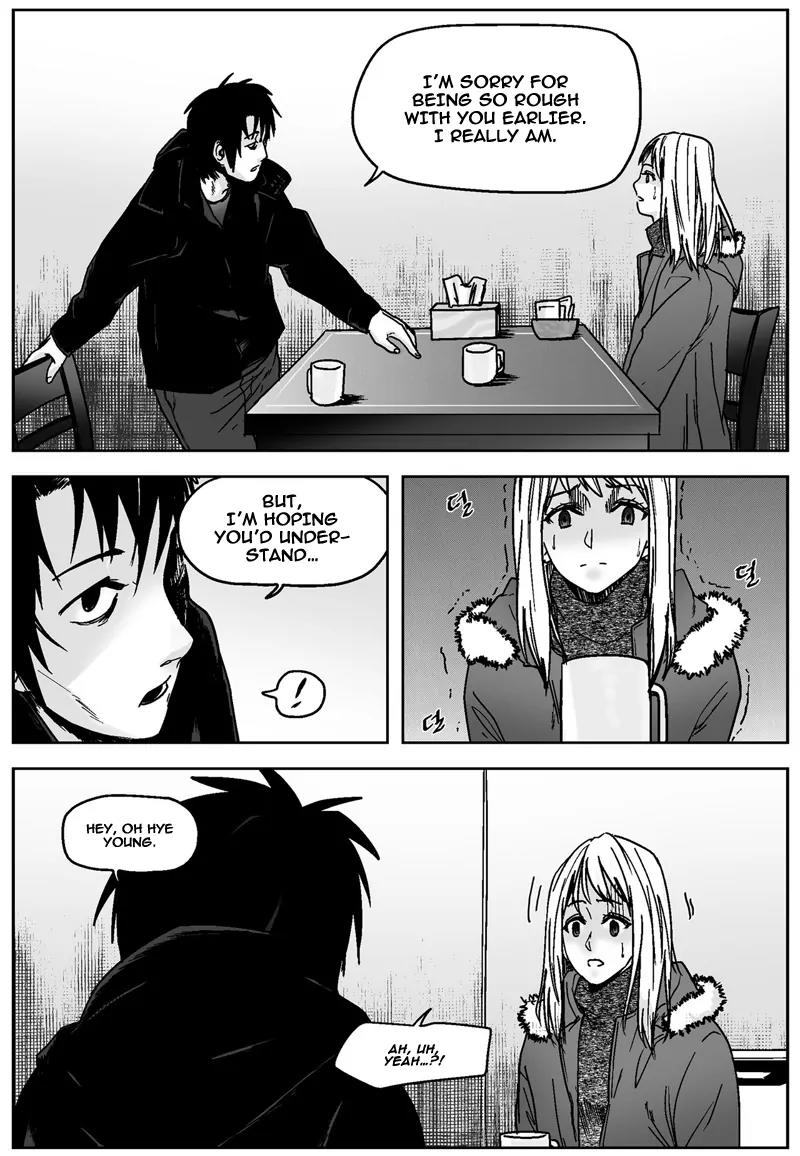 I'M SORRY FOR
BEING SO ROUGH
WITH YOU EARLIER.
I REALLY AM.
BUT,
I'M HOPING
YOU'D UNDER-
STAND...
!
덜
덜
덜
HEY, OH HYE
YOUNG.
AH, UH,
YEAH...?!